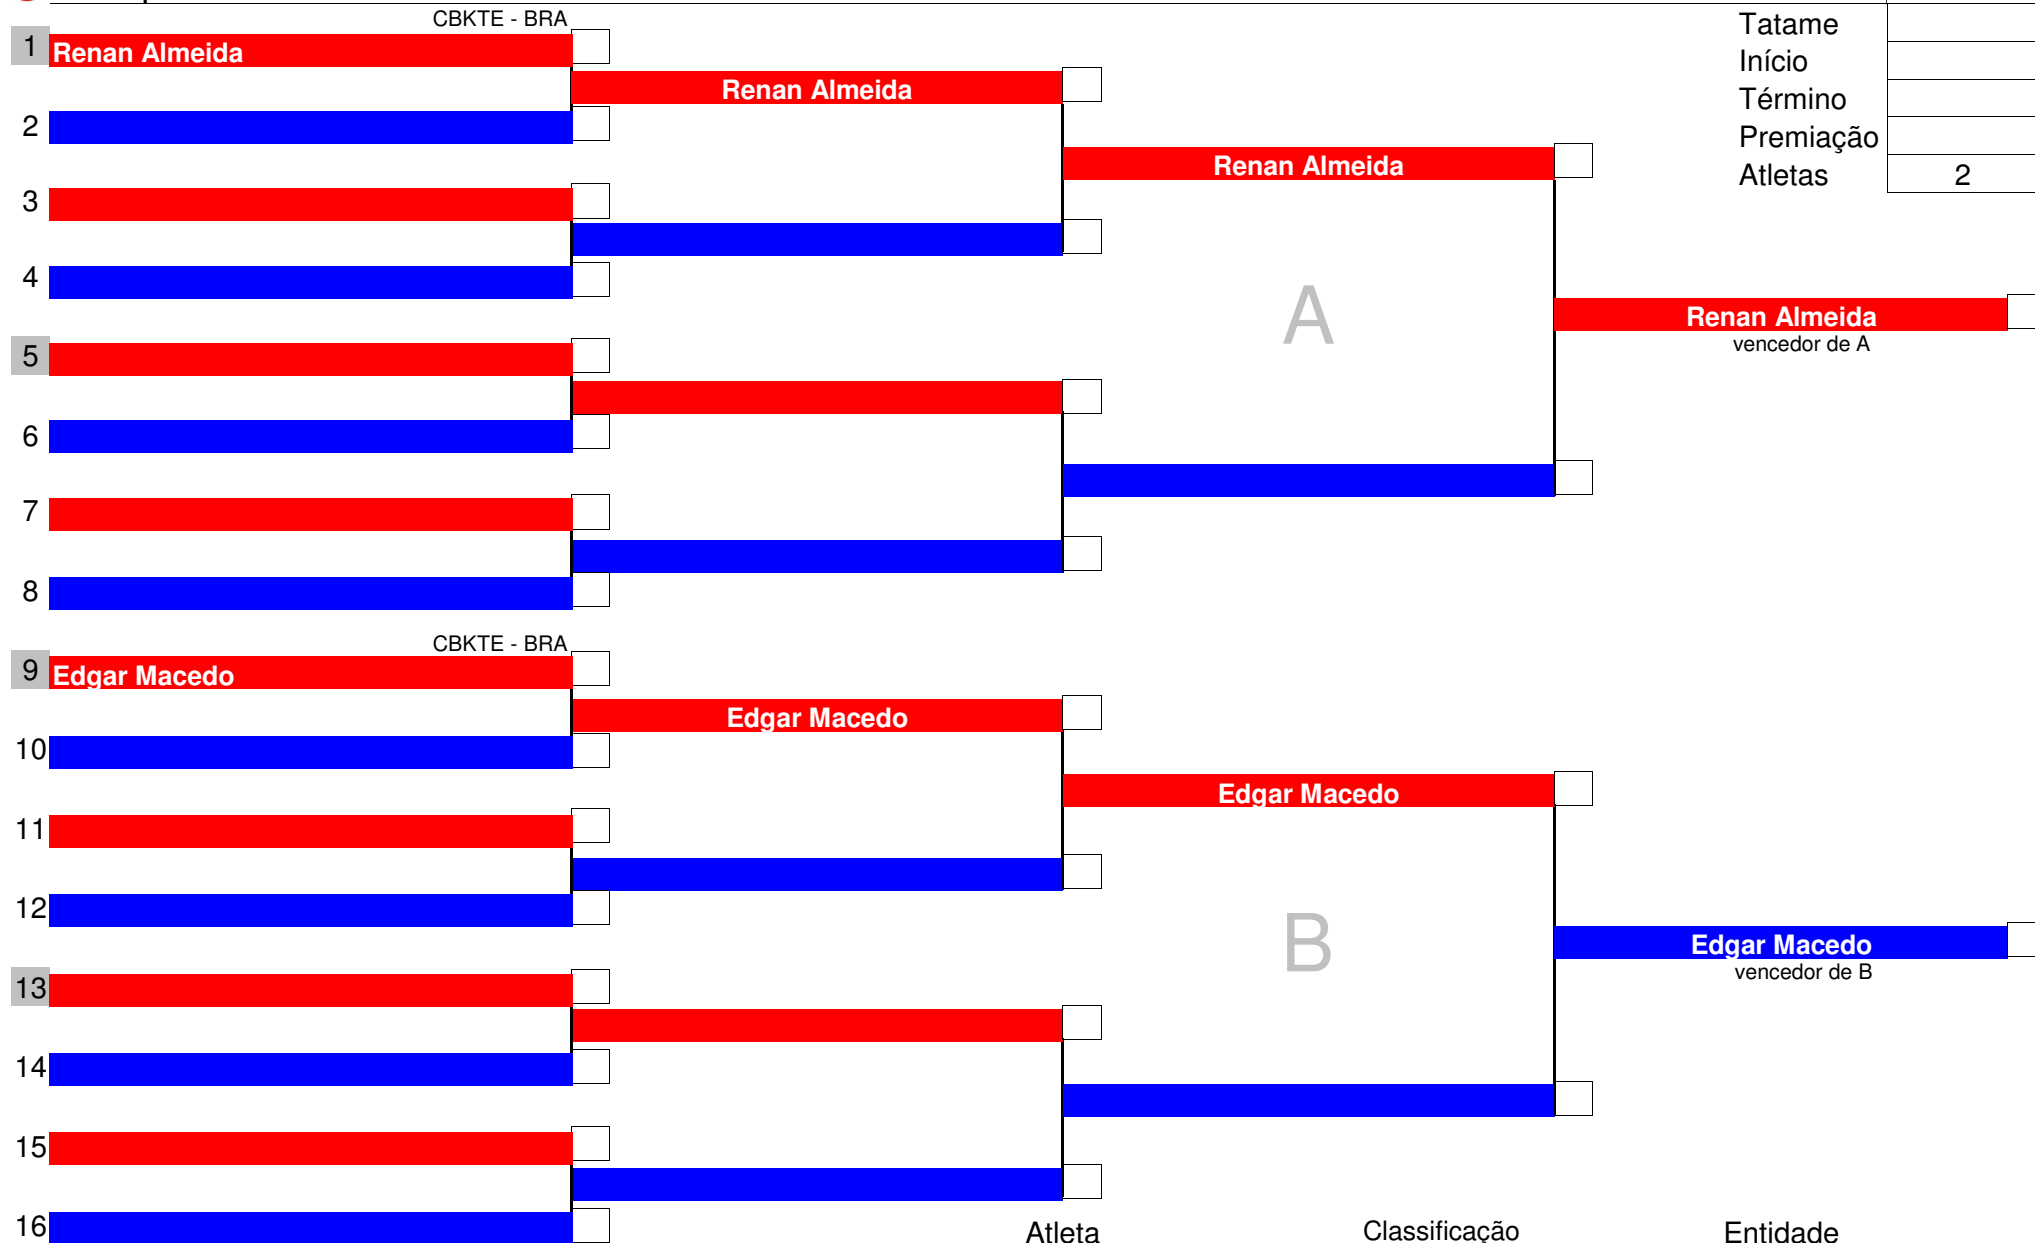 CBKTE - BRA
1 Renan Almeida
Renan Almeida
2
Renan Almeida
3
4
Renan Almeida
vencedor de A
A
5
6
7
8
Tatame
Início
Término
Premiação
Atletas 2
CBKTE - BRA
9 Edgar Macedo
Edgar Macedo
10
Edgar Macedo
11
12
B
Edgar Macedo
vencedor de B
13
14
15
16
Atleta Classificação Entidade